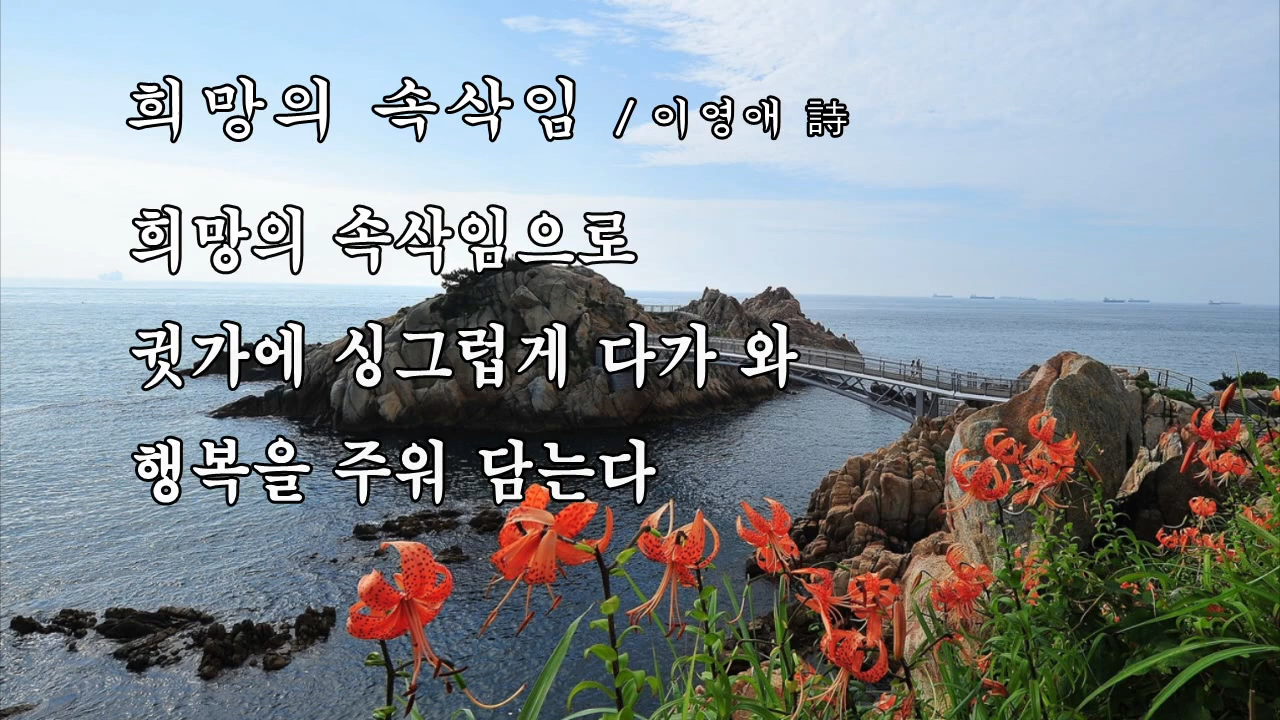 희망의 속삭임 / 이영애 詩
희망의 속삭임으로
귓가에 싱그럽게 다가 와
행복을 주워 담는다